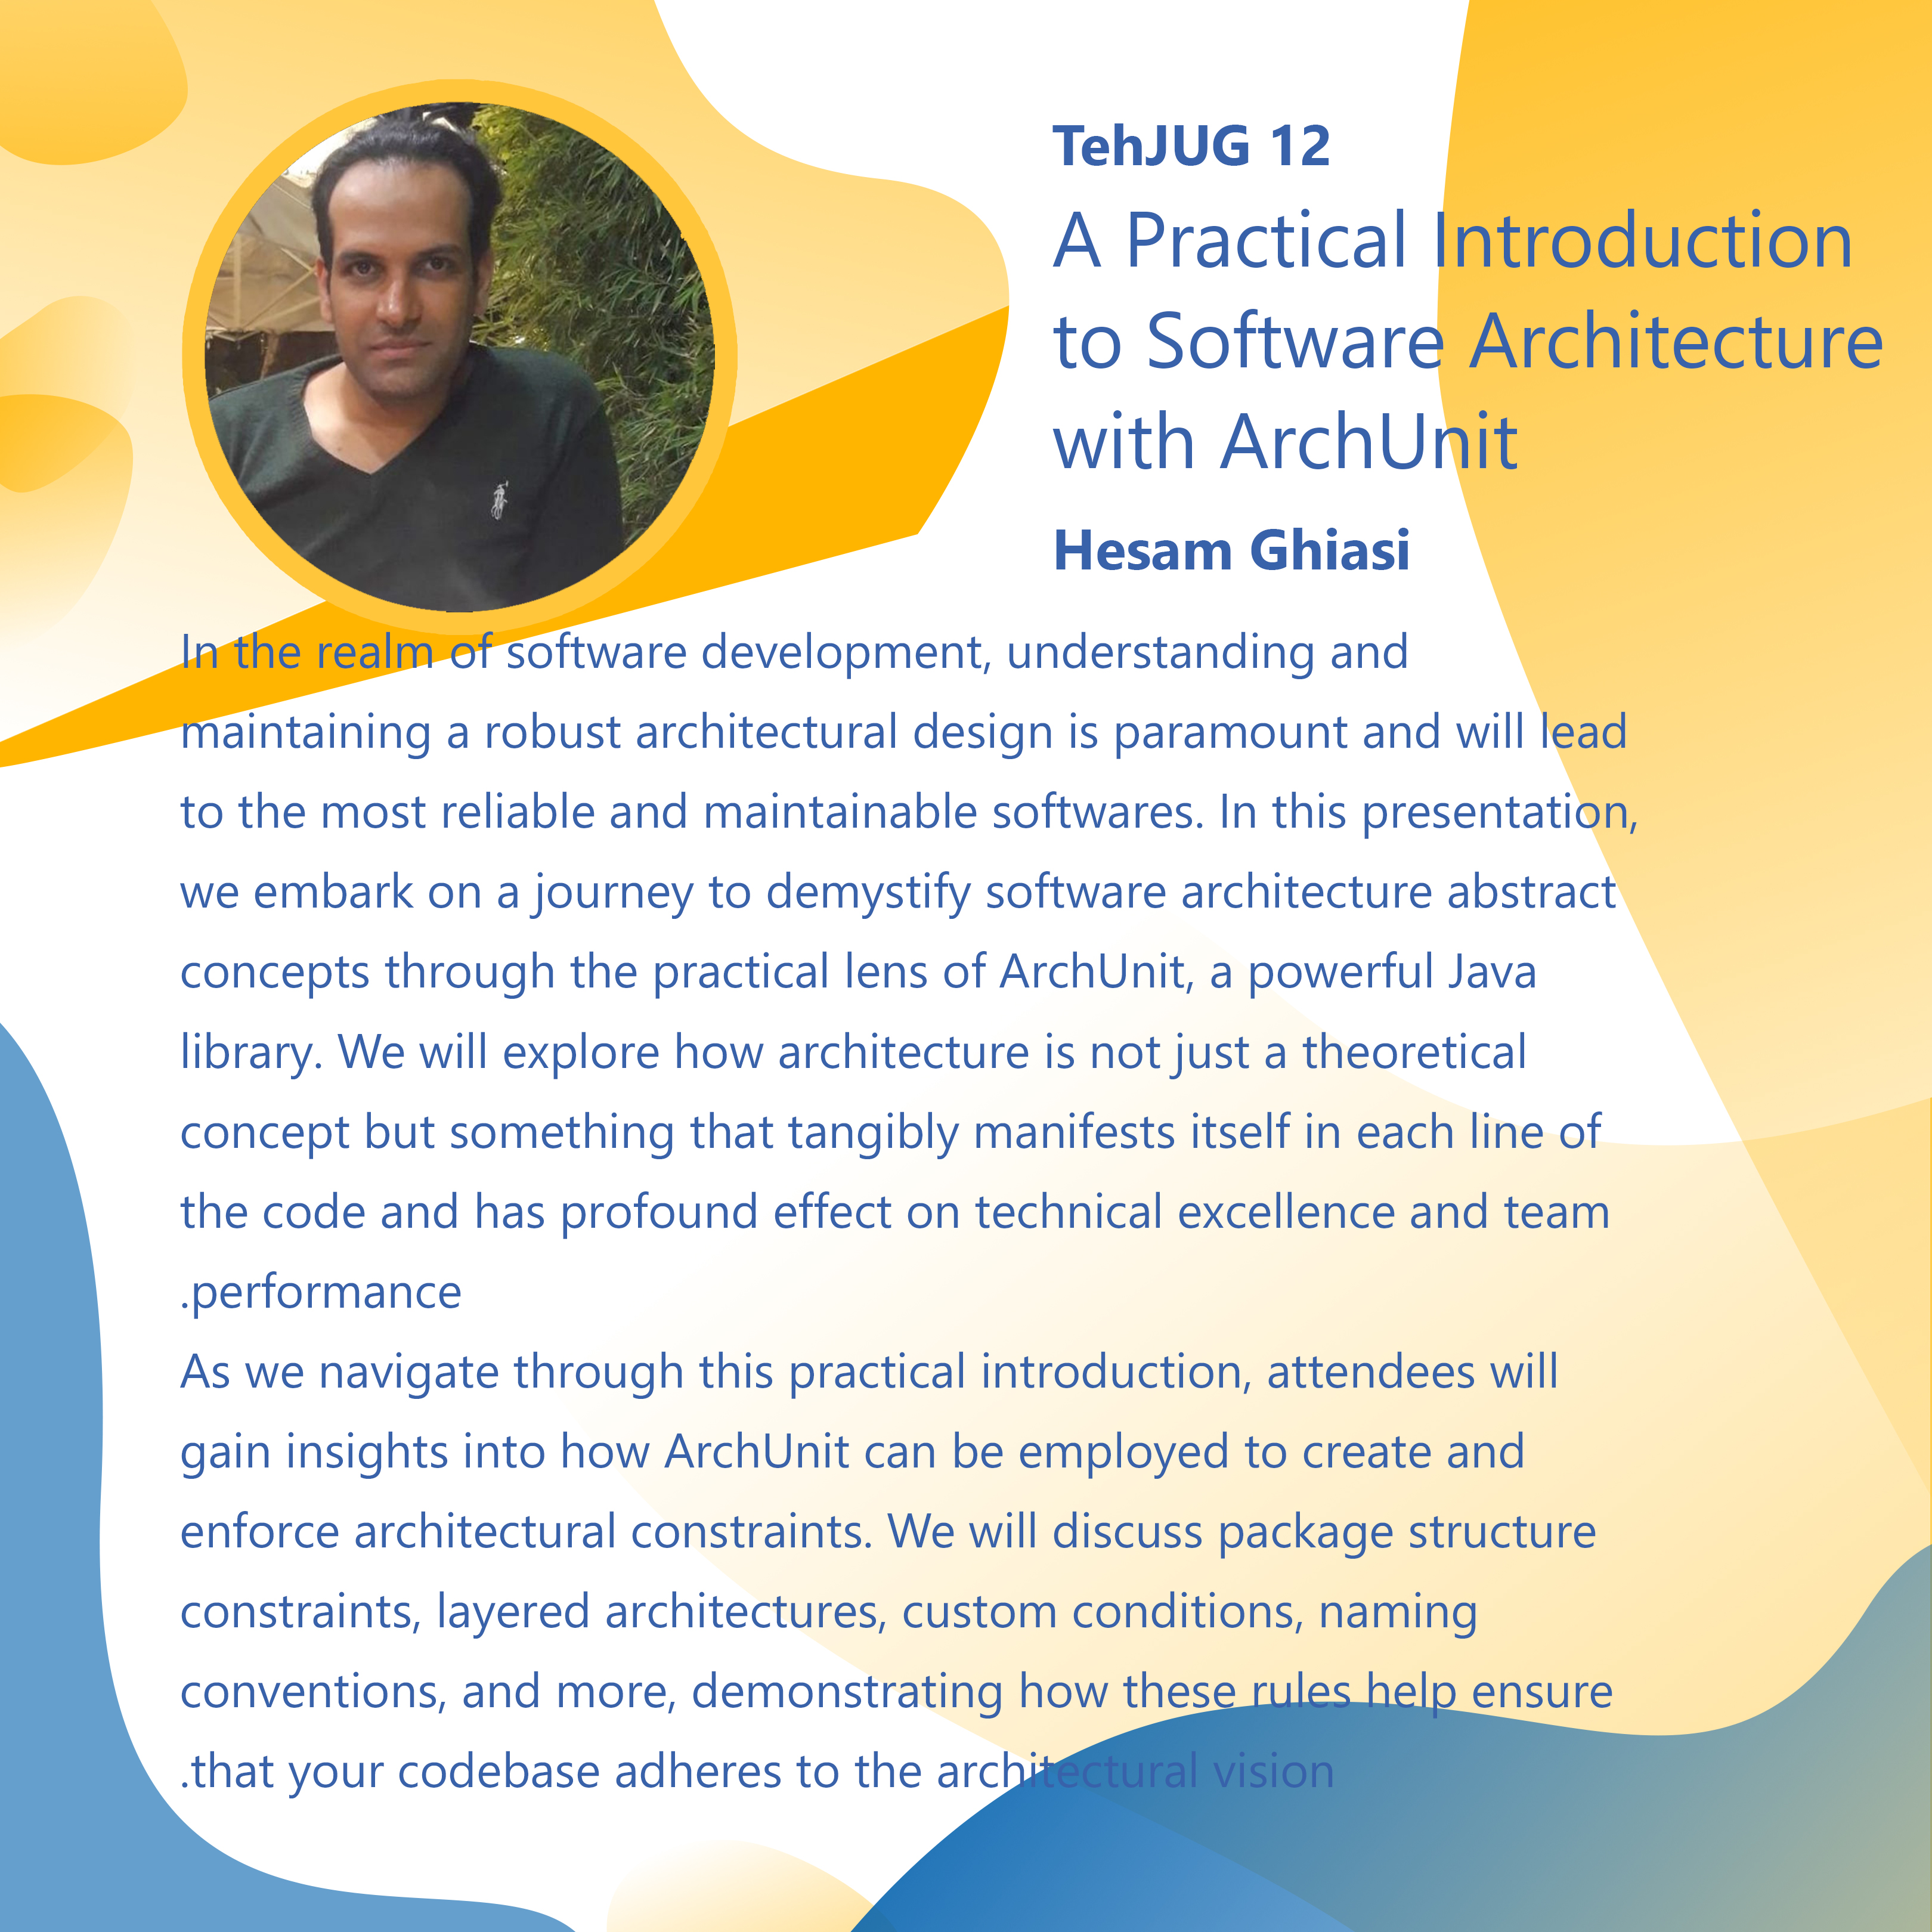 TehJUG 12
A Practical Introduction
to Software Architecture
with ArchUnit
Hesam Ghiasi
In the realm of software development, understanding and
maintaining a robust architectural design is paramount and will lead
to the most reliable and maintainable softwares. In this presentation,
we embark on a journey to demystify software architecture abstract
concepts through the practical lens of ArchUnit, a powerful Java
library. We will explore how architecture is not just a theoretical
concept but something that tangibly manifests itself in each line of
the code and has profound effect on technical excellence and team
.performance
As we navigate through this practical introduction, attendees will
gain insights into how ArchUnit can be employed to create and
enforce architectural constraints. We will discuss package structure
constraints, layered architectures, custom conditions, naming
conventions, and more, demonstrating how these rules help ensure
.that your codebase adheres to the architectural vision